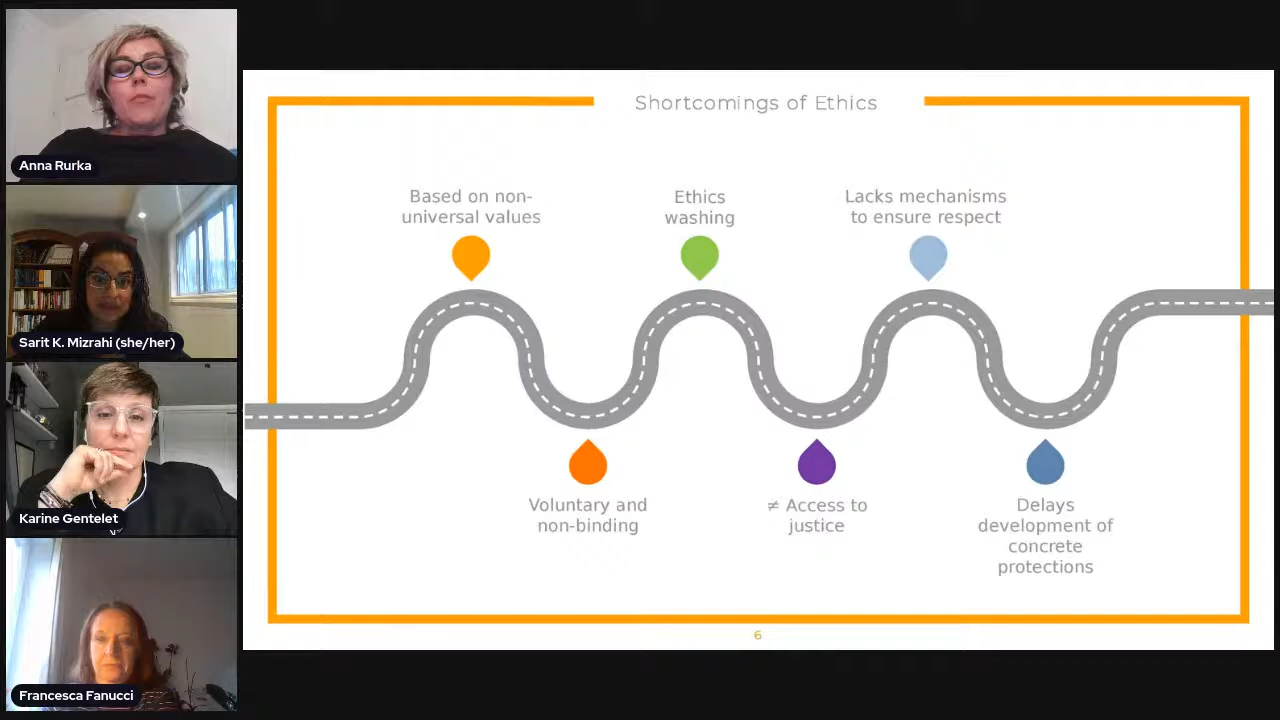 Anna Rurka
Sarit K. Mizrahi (she/her)
Karine Gentelet
Francesca Fanucci
Shortcomings of Ethics
Based on non-
universal values
Ethics
washing
Lacks mechanisms
to ensure respect
Voluntary and
non-binding
≠ Access to
justice
Delays
development of
concrete
protections
6